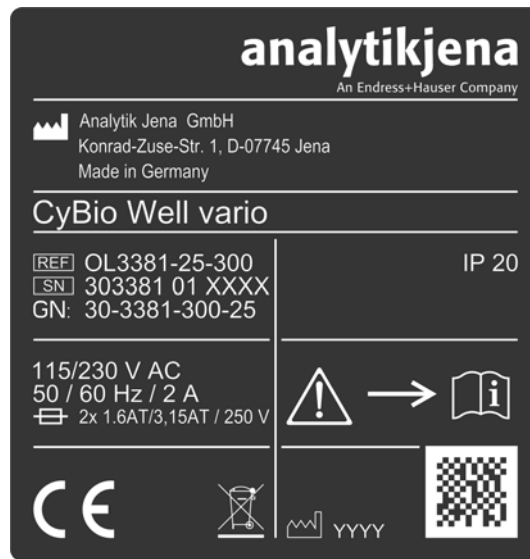 analytikjena
An Endress+Hauser Company
Analytik Jena GmbH
Konrad-Zuse-Str. 1, D-07745 Jena
Made in Germany
CyBio Well vario
REF OL3381-25-300
IP 20
SN 303381 01 XXXX
GN: 30-3381-300-25
115/230 V AC
50 / 60 Hz / 2 A
2x 1.6AT/3,15AT / 250 V
i
CE
YYYY